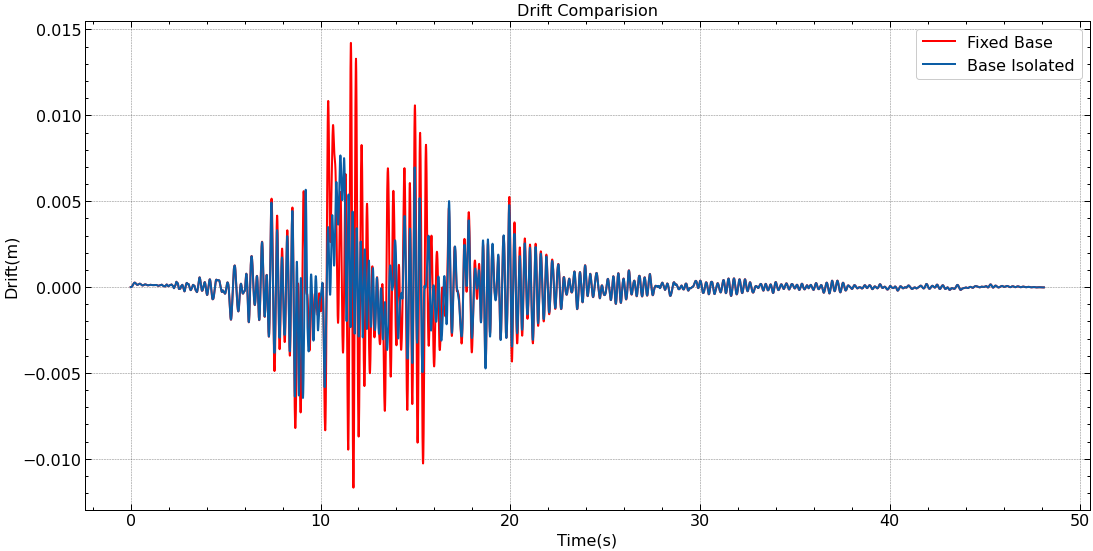 Drift Comparision
Fixed Base
Base Isolated
0.015
0.010
0.005
0.000
−0.005
−0.010
Drift(m)
0 10 20 30 40 50
Time(s)